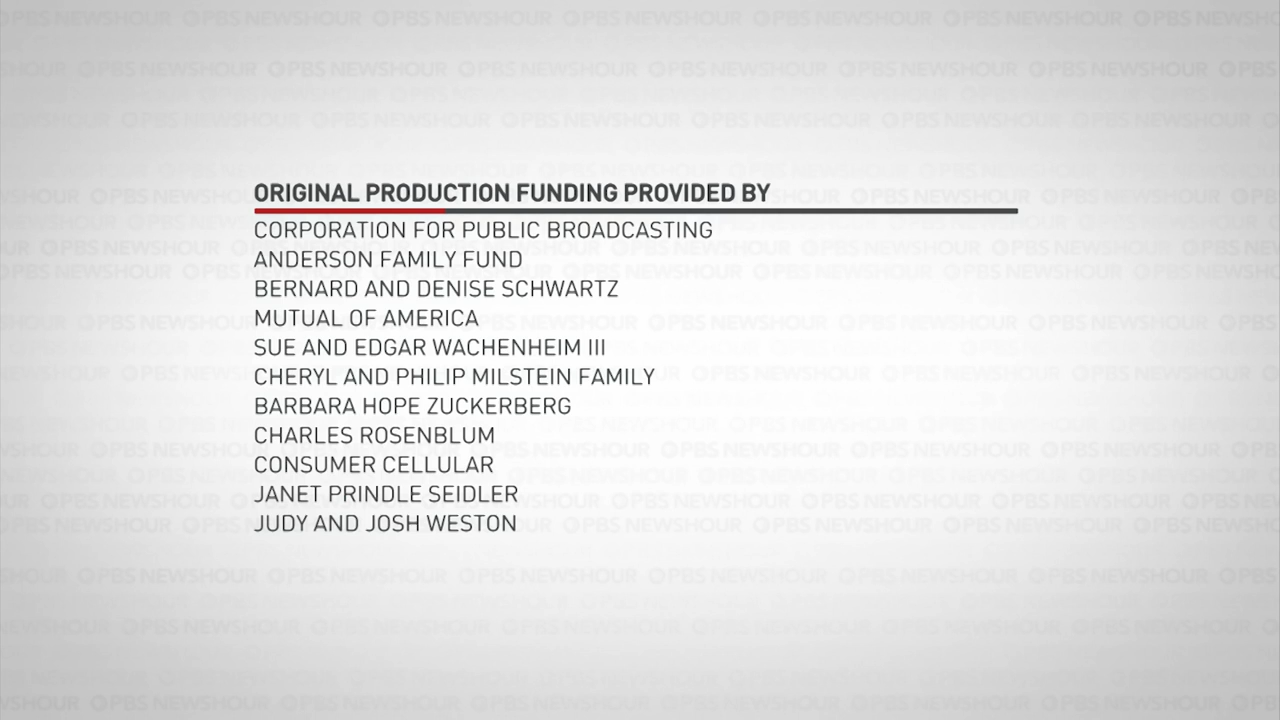 ORIGINAL PRODUCTION FUNDING PROVIDED BY
CORPORATION FOR PUBLIC BROADCASTING
ANDERSON FAMILY FUND
BERNARD AND DENISE SCHWARTZ
MUTUAL OF AMERICA
SUE AND EDGAR WACHENHEIM III
CHERYL AND PHILIP MILSTEIN FAMILY
BARBARA HOPE ZUCKERBERG
CHARLES ROSENBLUM
CONSUMER CELLULAR
JANET PRINDLE SEIDLER
JUDY AND JOSH WESTON